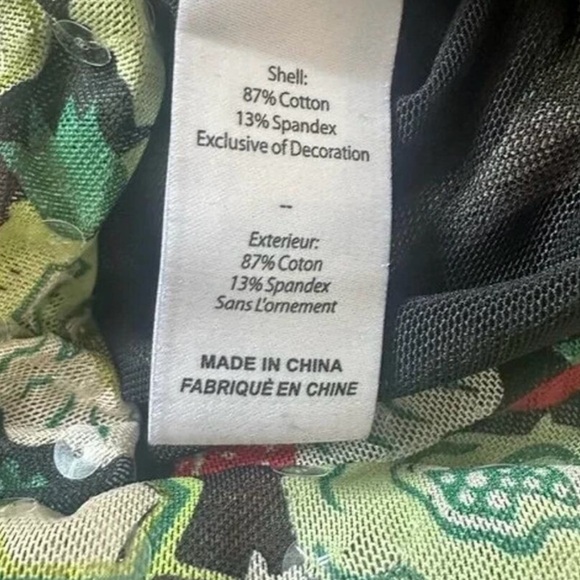 Shell:
87% Cotton
13% Spandex
Exclusive of Decoration
--
Exterieur:
87% Coton
13% Spandex
Sans L'ornement
MADE IN CHINA
FABRIQUÈ EN CHINE